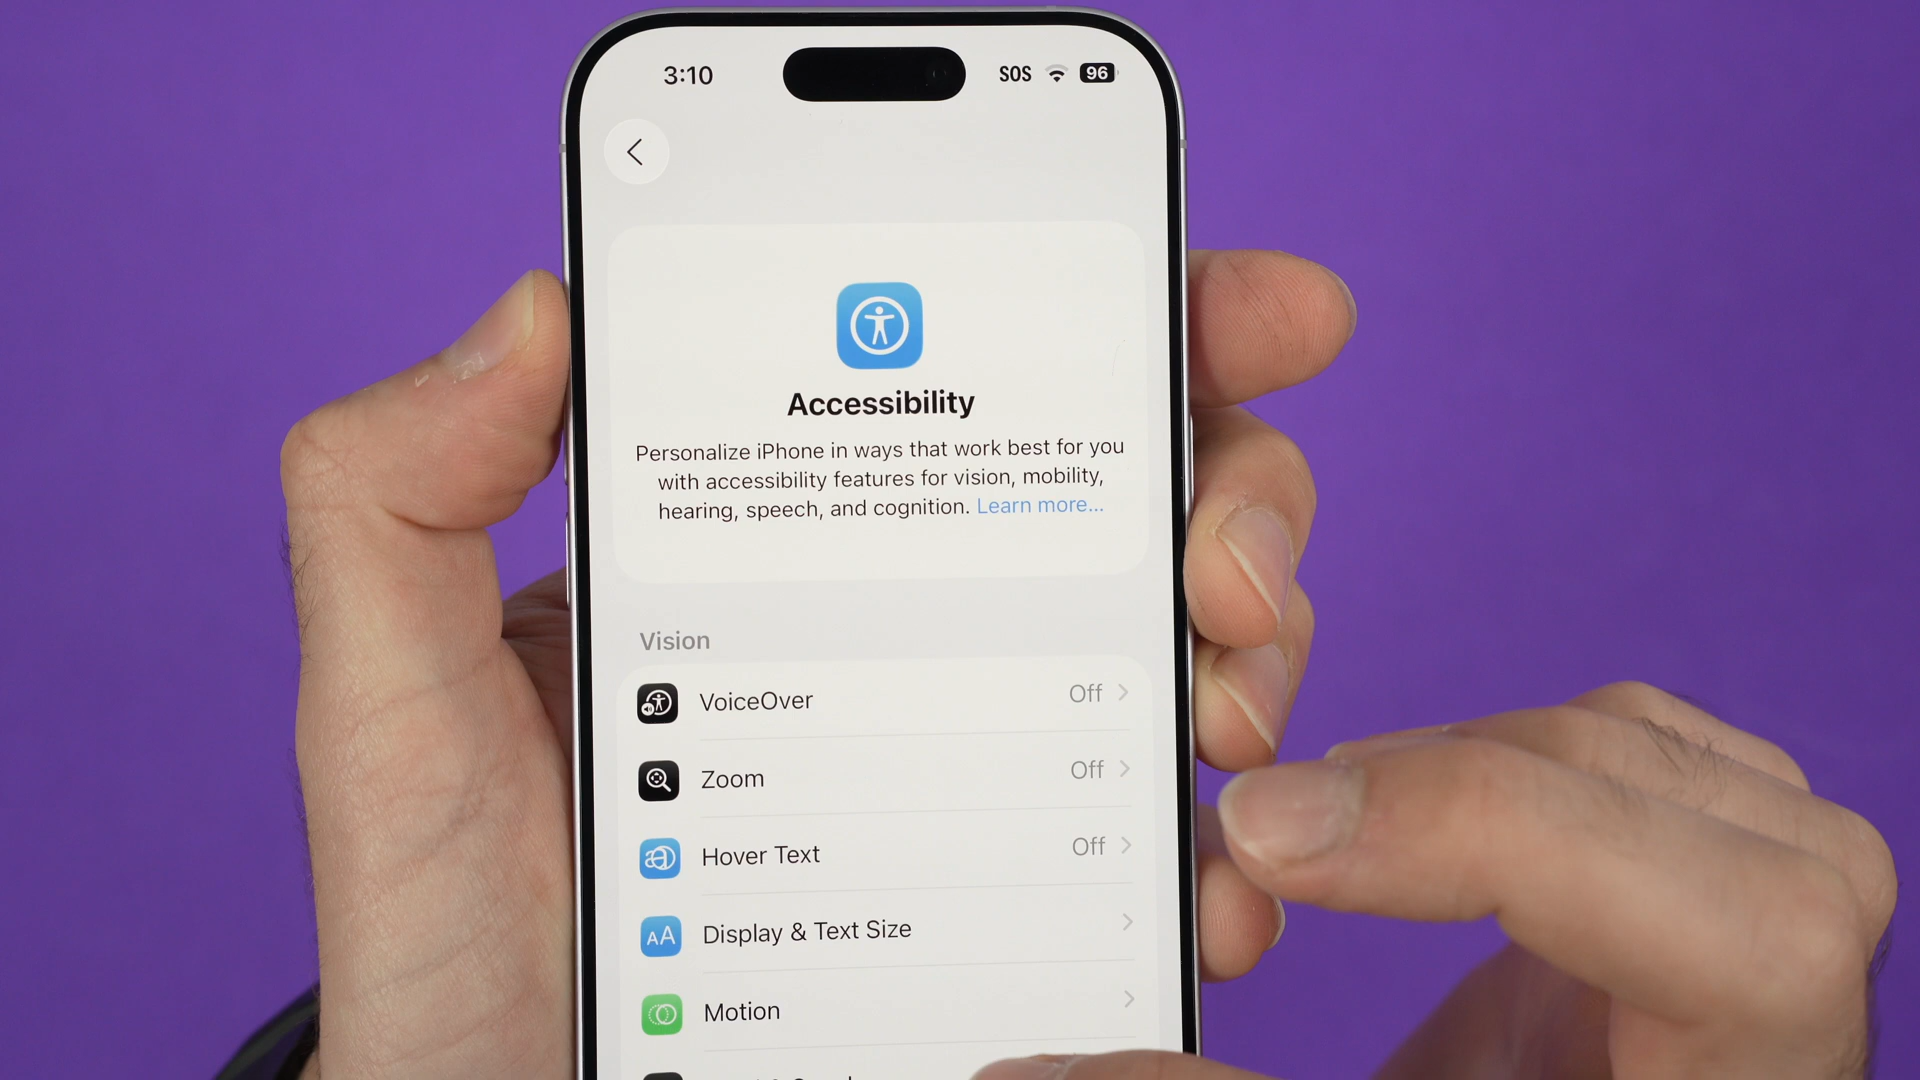 3:10
SOS
96
Accessibility
Personalize iPhone in ways that work best for you
with accessibility features for vision, mobility,
hearing, speech, and cognition. Learn more...
Vision
VoiceOver Off
Zoom Off
Hover Text Off
AA Display & Text Size
Motion